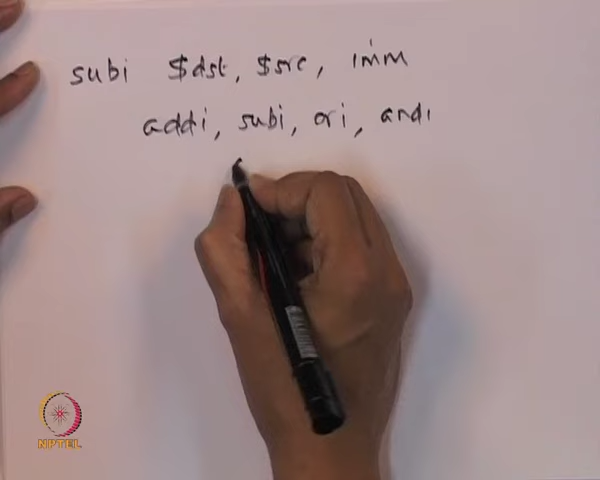 subi $dst, $src, imm
addi, subi, ori, andi
NPTEL